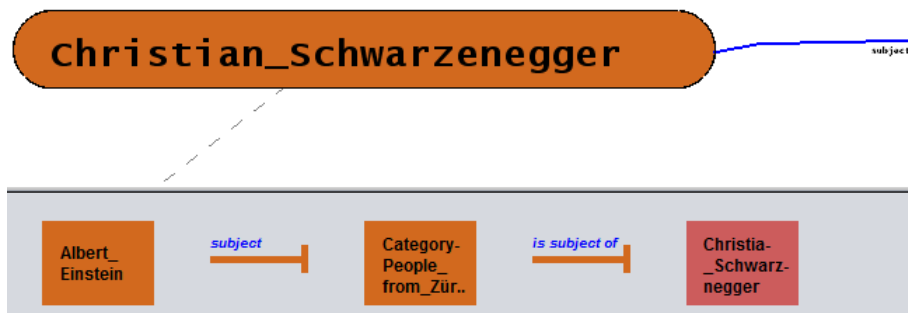 Christian_Schwarzenegger
subject
subject
is subject of
Albert_
Einstein
Category-
People_
from_Zür..
Christia-
_Schwarz-
negger